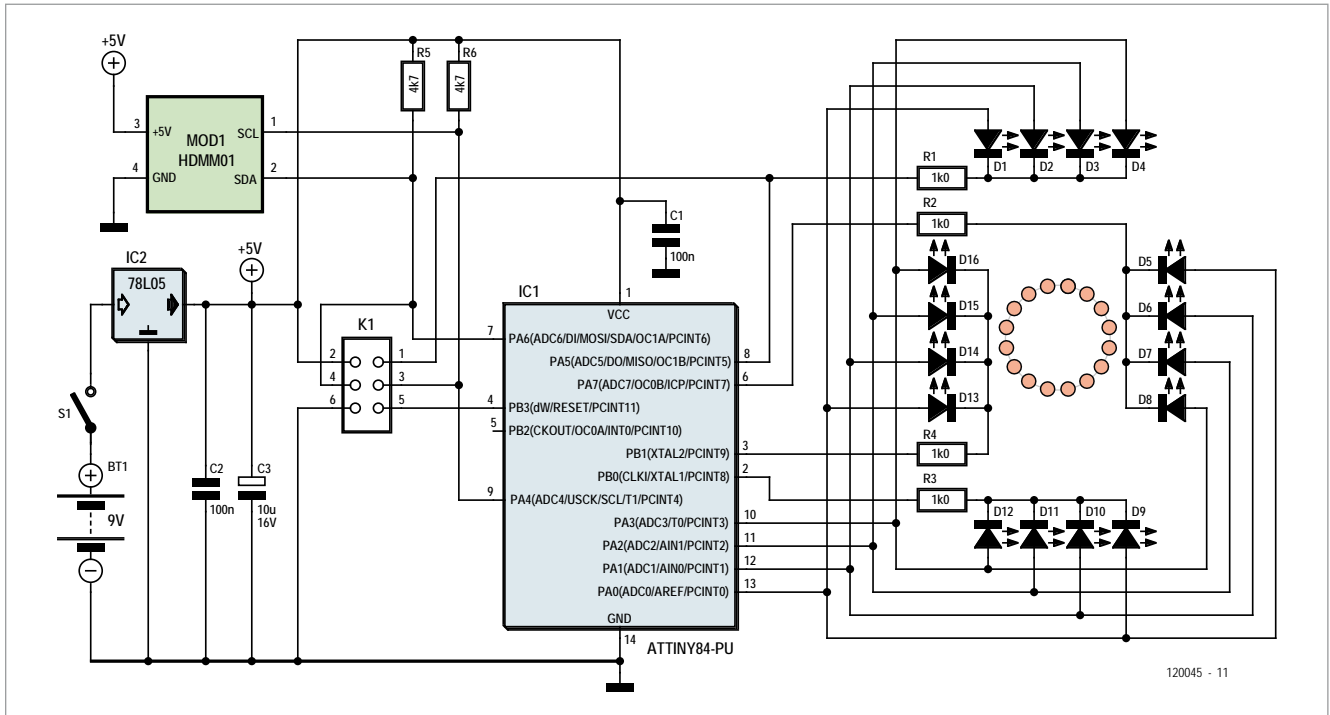 +5V
3
+5V
4
GND
MOD1
HDMM01
SCL
1
SDA
2
R5
4k7
R6
4k7
IC2
78L05
+5V
S1
BT1
9V
C2
100n
C3
10u
16V
K1
2
1
4
3
6
5
C1
100n
IC1
1
VCC
7
PA6(ADC6/DI/MOSI/SDA/OC1A/PCINT6)
PA5(ADC5/DO/MISO/OC1B/PCINT5)
8
PA7(ADC7/OC0B/ICP/PCINT7)
6
4
PB3(dW/RESET/PCINT11)
5
PB2(CKOUT/OC0A/INT0/PCINT10)
PB1(XTAL2/PCINT9)
3
PB0(CLKI/XTAL1/PCINT8)
2
9
PA4(ADC4/USCK/SCL/T1/PCINT4)
PA3(ADC3/T0/PCINT3)
10
PA2(ADC2/AIN1/PCINT2)
11
PA1(ADC1/AIN0/PCINT1)
12
PA0(ADC0/AREF/PCINT0)
13
GND
14
ATTINY84-PU
R1
1k0
D1
D2
D3
D4
R2
1k0
D16
D15
D14
D13
D5
D6
D7
D8
R4
1k0
R3
1k0
D12
D11
D10
D9
120045 - 11